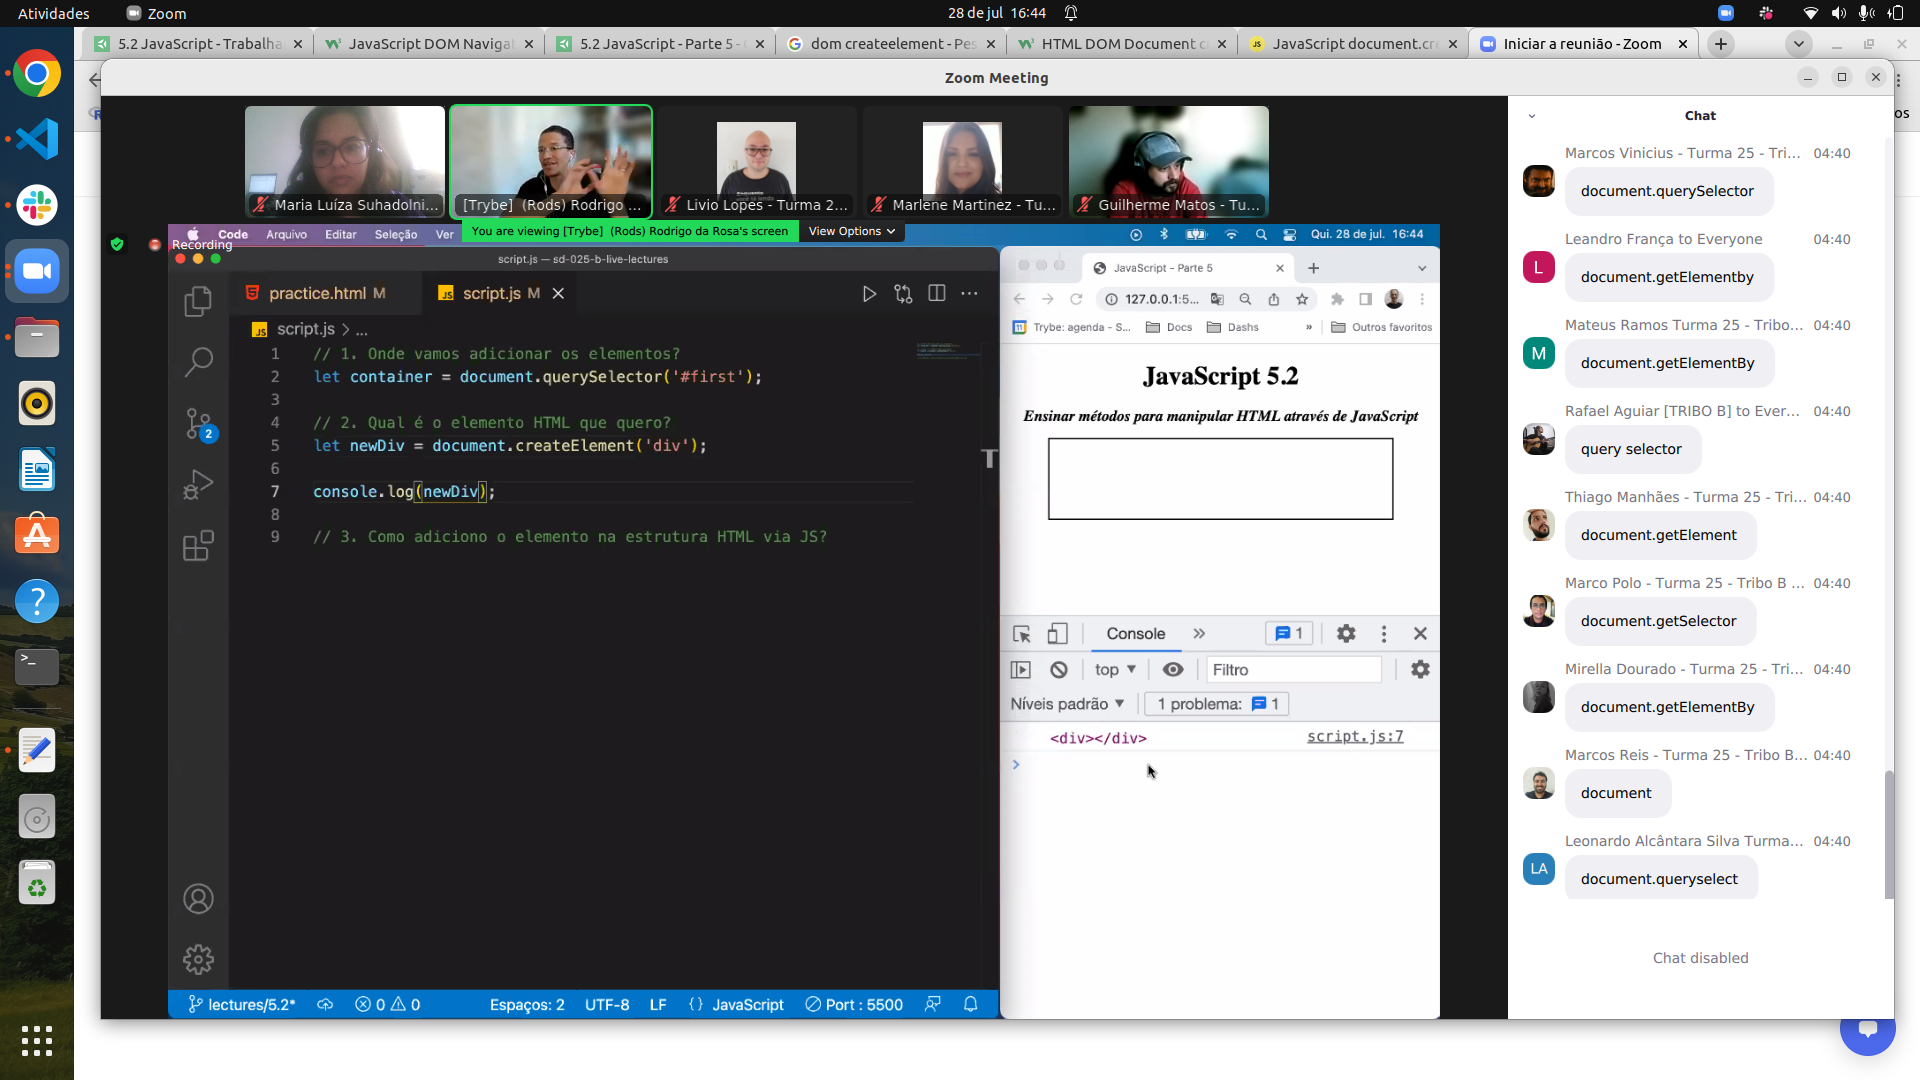 Atividades
Zoom
28 de jul 16:44
5.2 JavaScript - Trabalha
JavaScript DOM Naviga
5.2 JavaScript - Parte 5 -
dom createelement - Pes
HTML DOM Document c
JavaScript document.cre
Iniciar a reunião - Zoom
Zoom Meeting
os
Maria Luíza Suhadolni...
[Trybe] (Rods) Rodrigo ...
Livio Lopes - Turma 2...
Marlene Martinez - Tu...
Guilherme Matos - Tu...
Recording
Code Arquivo Editar Seleção Ver
You are viewing [Trybe] (Rods) Rodrigo da Rosa's screen
View Options
Qui. 28 de jul. 16:44
script.js — sd-025-b-live-lectures
practice.html M
JS script.js M
JS script.js > ...
1 // 1. Onde vamos adicionar os elementos?
2 let container = document.querySelector('#first');
3
4 // 2. Qual é o elemento HTML que quero?
5 let newDiv = document.createElement('div');
6
7 console.log(newDiv);
8
9 // 3. Como adiciono o elemento na estrutura HTML via JS?
2
lectures/5.2*
0 0
Espaços: 2
UTF-8
LF
{} JavaScript
Port : 5500
JavaScript - Parte 5
127.0.0.1:5...
Trybe: agenda - S...
Docs
Dashs
»
Outros favoritos
JavaScript 5.2
Ensinar métodos para manipular HTML através de JavaScript
T
Console
1
top
Filtro
Níveis padrão
1 problema: 1
<div></div>
script.js:7
Chat
Marcos Vinicius - Turma 25 - Tri... 04:40
document.querySelector
Leandro França to Everyone 04:40
L
document.getElementby
Mateus Ramos Turma 25 - Tribo... 04:40
M
document.getElementBy
Rafael Aguiar [TRIBO B] to Ever... 04:40
query selector
Thiago Manhães - Turma 25 - Tri... 04:40
document.getElement
Marco Polo - Turma 25 - Tribo B ... 04:40
document.getSelector
Mirella Dourado - Turma 25 - Tri... 04:40
document.getElementBy
Marcos Reis - Turma 25 - Tribo B... 04:40
document
Leonardo Alcântara Silva Turma... 04:40
LA
document.queryselect
Chat disabled